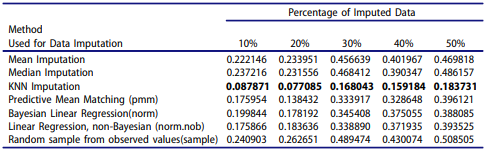 Percentage of Imputed Data
Method
Used for Data Imputation 10% 20% 30% 40% 50%
Mean Imputation 0.222146 0.233951 0.456639 0.401967 0.469818
Median Imputation 0.237216 0.231556 0.468412 0.390347 0.486157
KNN Imputation 0.087871 0.077085 0.168043 0.159184 0.183731
Predictive Mean Matching (pmm) 0.175954 0.138432 0.333917 0.328648 0.396121
Bayesian Linear Regression(norm) 0.199844 0.178192 0.345408 0.375055 0.388085
Linear Regression, non-Bayesian (norm.nob) 0.175866 0.183636 0.338890 0.371935 0.393525
Random sample from observed values(sample) 0.240903 0.262651 0.489474 0.430074 0.508505